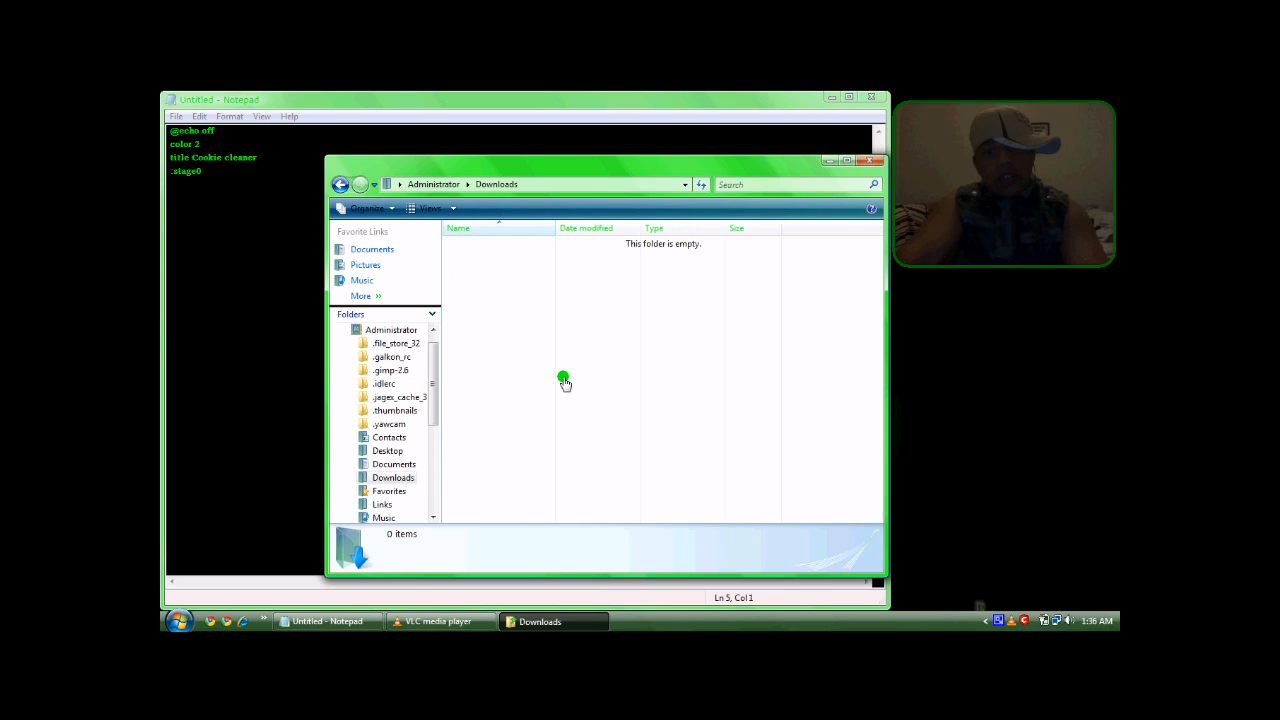 Untitled - Notepad
File Edit Format View Help
@echo off
color 2
title Cookie cleaner
:stage0
Administrator Downloads
Search
Organize Views
Favorite Links
Documents
Pictures
Music
More »
Folders
Administrator
.file_store_32
.galkon_rc
.gimp-2.6
.idlerc
.jagex_cache_3
.thumbnails
.yawcam
Contacts
Desktop
Documents
Downloads
Favorites
Links
Music
Name Date modified Type Size
This folder is empty.
0 items
Ln 5, Col 1
Untitled - Notepad VLC media player Downloads 1:36 AM